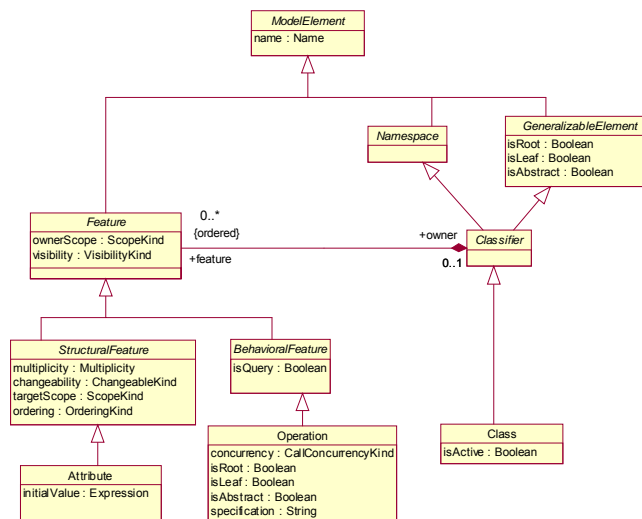 ModelElement
name : Name
Namespace
GeneralizableElement
isRoot : Boolean
isLeaf : Boolean
isAbstract : Boolean
Feature
ownerScope : ScopeKind
visibility : VisibilityKind
0..*
{ordered}
+feature
+owner
0..1
Classifier
StructuralFeature
multiplicity : Multiplicity
changeability : ChangeableKind
targetScope : ScopeKind
ordering : OrderingKind
BehavioralFeature
isQuery : Boolean
Attribute
initialValue : Expression
Operation
concurrency : CallConcurrencyKind
isRoot : Boolean
isLeaf : Boolean
isAbstract : Boolean
specification : String
Class
isActive : Boolean